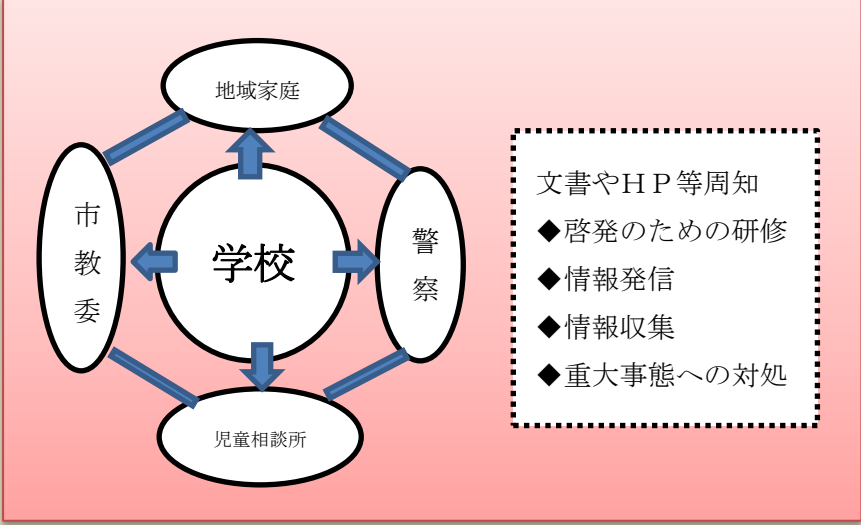 地域家庭
市教委
学校
警察
児童相談所
文書やＨＰ等周知
◆啓発のための研修
◆情報発信
◆情報収集
◆重大事態への対処